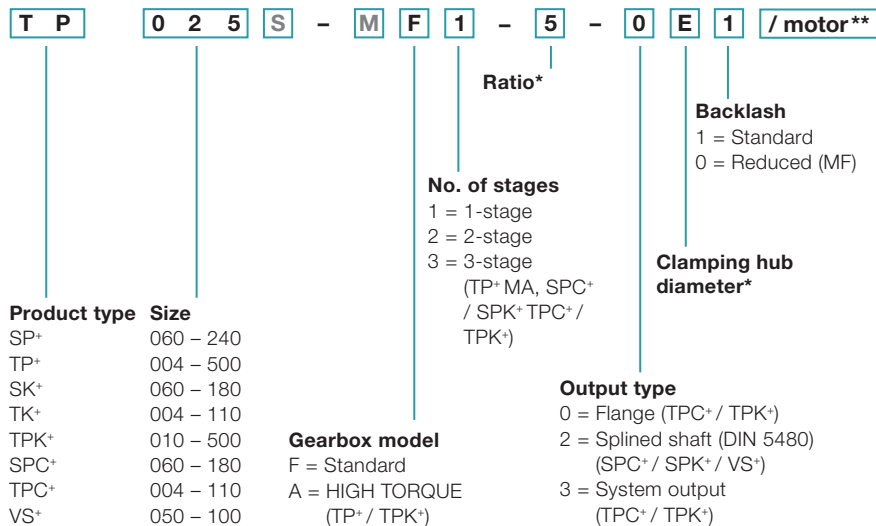 T P 0 2 5 S – M F 1 – 5 – 0 E 1 / motor**
Ratio*
Backlash
1 = Standard
0 = Reduced (MF)
No. of stages
1 = 1-stage
2 = 2-stage
3 = 3-stage
(TP⁺ MA, SPC⁺
/ SPK⁺ TPC⁺ /
TPK⁺)
Clamping hub
diameter*
Product type
SP⁺
TP⁺
SK⁺
TK⁺
TPK⁺
SPC⁺
TPC⁺
VS⁺
Size
060 – 240
004 – 500
060 – 180
004 – 110
010 – 500
060 – 180
004 – 110
050 – 100
Gearbox model
F = Standard
A = HIGH TORQUE
(TP⁺ / TPK⁺)
Output type
0 = Flange (TPC⁺ / TPK⁺)
2 = Splined shaft (DIN 5480)
(SPC⁺ / SPK⁺ / VS⁺)
3 = System output
(TPC⁺ / TPK⁺)